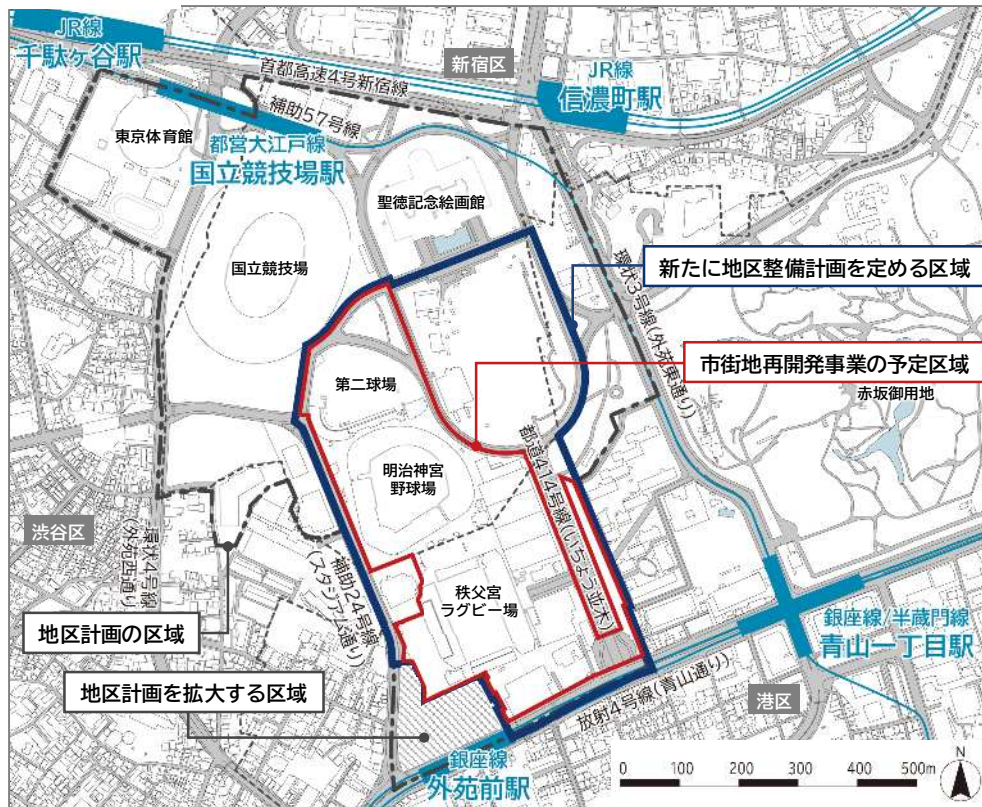 JR線
千駄ヶ谷駅
首都高速4号新宿線
新宿区
JR線
信濃町駅
補助57号線
東京体育館
都営大江戸線
国立競技場駅
聖徳記念絵画館
国立競技場
環状3号線(外苑東通り)
新たに地区整備計画を定める区域
市街地再開発事業の予定区域
赤坂御用地
第二球場
都道414号線(いちょう並木)
明治神宮
野球場
渋谷区
環状4号線
(外苑西通り)
補助24号線
(スタジアム通り)
秩父宮
ラグビー場
地区計画の区域
銀座線/半蔵門線
青山一丁目駅
地区計画を拡大する区域
放射4号線(青山通り)
港区
銀座線
外苑前駅
0 100 200 300 400 500m
N